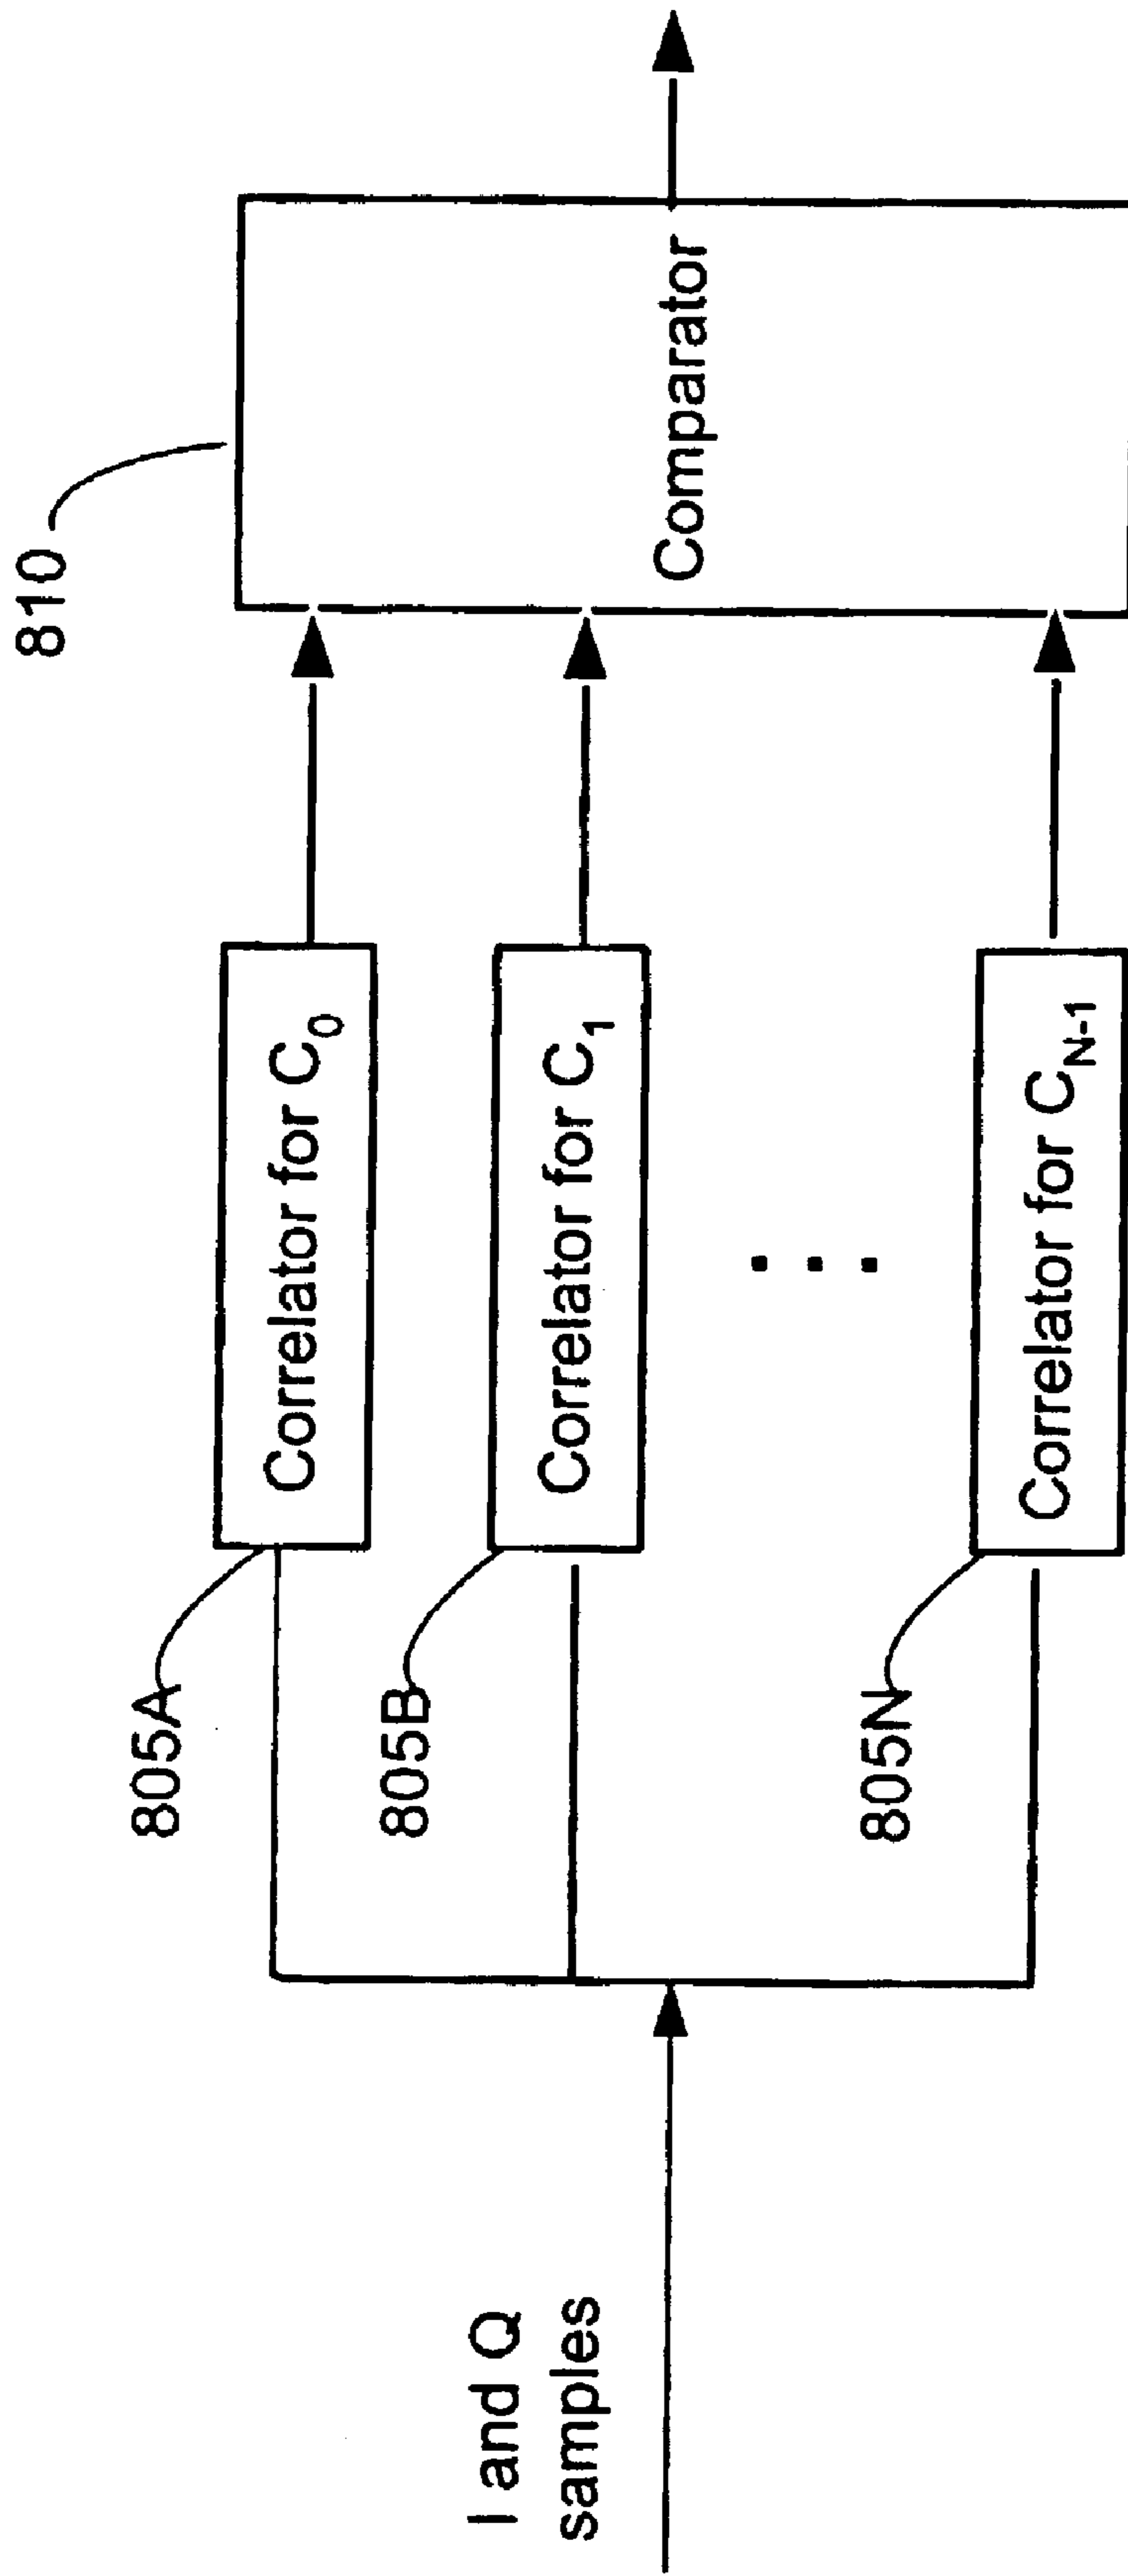 I and Q
samples
805A
Correlator for C0
805B
Correlator for C1
. . .
805N
Correlator for CN-1
810
Comparator